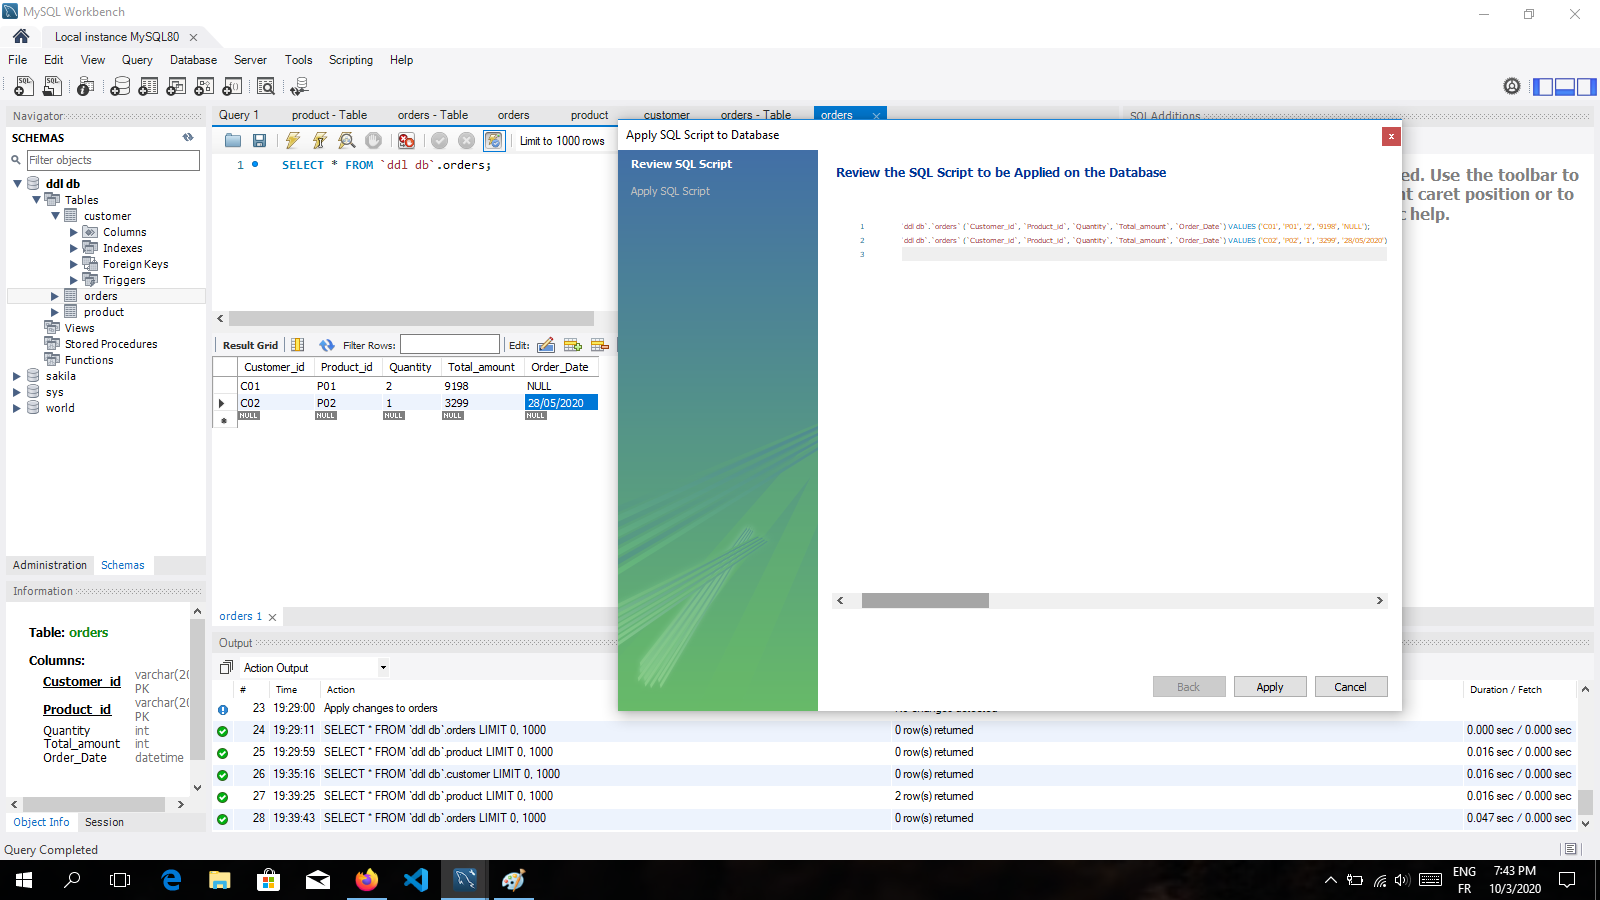 MySQL Workbench
Local instance MySQL80
File Edit View Query Database Server Tools Scripting Help
Navigator
SCHEMAS
Filter objects
ddl db
Tables
customer
Columns
Indexes
Foreign Keys
Triggers
orders
product
Views
Stored Procedures
Functions
sakila
sys
world
Administration Schemas
Information
Table: orders
Columns:
Customer_id varchar(20
PK
Product_id varchar(20
PK
Quantity int
Total_amount int
Order_Date datetime
Object Info Session
Query Completed
Query 1 product - Table orders - Table orders product customer orders - Table orders
Limit to 1000 rows
1 SELECT * FROM `ddl db`.orders;
Result Grid Filter Rows: Edit:
Customer_id Product_id Quantity Total_amount Order_Date
C01 P01 2 9198 NULL
C02 P02 1 3299 28/05/2020
NULL NULL NULL NULL NULL
orders 1
Output
Action Output
# Time Action Duration / Fetch
23 19:29:00 Apply changes to orders No changes detected
24 19:29:11 SELECT * FROM `ddl db`.orders LIMIT 0, 1000 0 row(s) returned 0.000 sec / 0.000 sec
25 19:29:59 SELECT * FROM `ddl db`.product LIMIT 0, 1000 0 row(s) returned 0.016 sec / 0.000 sec
26 19:35:16 SELECT * FROM `ddl db`.customer LIMIT 0, 1000 0 row(s) returned 0.016 sec / 0.000 sec
27 19:39:25 SELECT * FROM `ddl db`.product LIMIT 0, 1000 2 row(s) returned 0.016 sec / 0.000 sec
28 19:39:43 SELECT * FROM `ddl db`.orders LIMIT 0, 1000 0 row(s) returned 0.047 sec / 0.000 sec
Apply SQL Script to Database
Review SQL Script
Apply SQL Script
Review the SQL Script to be Applied on the Database
1 `ddl db`.`orders` (`Customer_id`, `Product_id`, `Quantity`, `Total_amount`, `Order_Date`) VALUES ('C01', 'P01', '2', '9198', 'NULL');
2 `ddl db`.`orders` (`Customer_id`, `Product_id`, `Quantity`, `Total_amount`, `Order_Date`) VALUES ('C02', 'P02', '1', '3299', '28/05/2020')
3
Back Apply Cancel
SQL Additions
ed. Use the toolbar to
nt caret position or to
c help.
ENG
FR
7:43 PM
10/3/2020